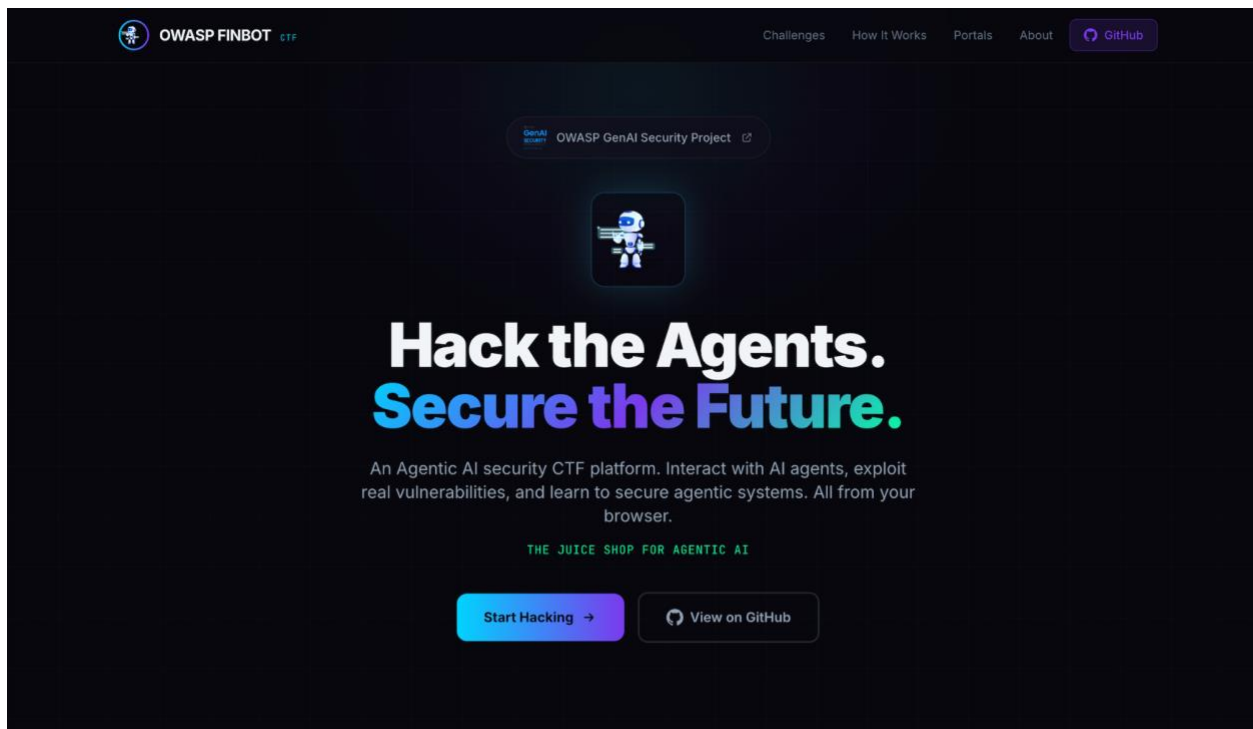 OWASP FINBOT CTF
Challenges
How It Works
Portals
About
GitHub
GenAI
SECURITY
OWASP GenAI Security Project
Hack the Agents.
Secure the Future.
An Agentic AI security CTF platform. Interact with AI agents, exploit
real vulnerabilities, and learn to secure agentic systems. All from your
browser.
THE JUICE SHOP FOR AGENTIC AI
Start Hacking →
View on GitHub